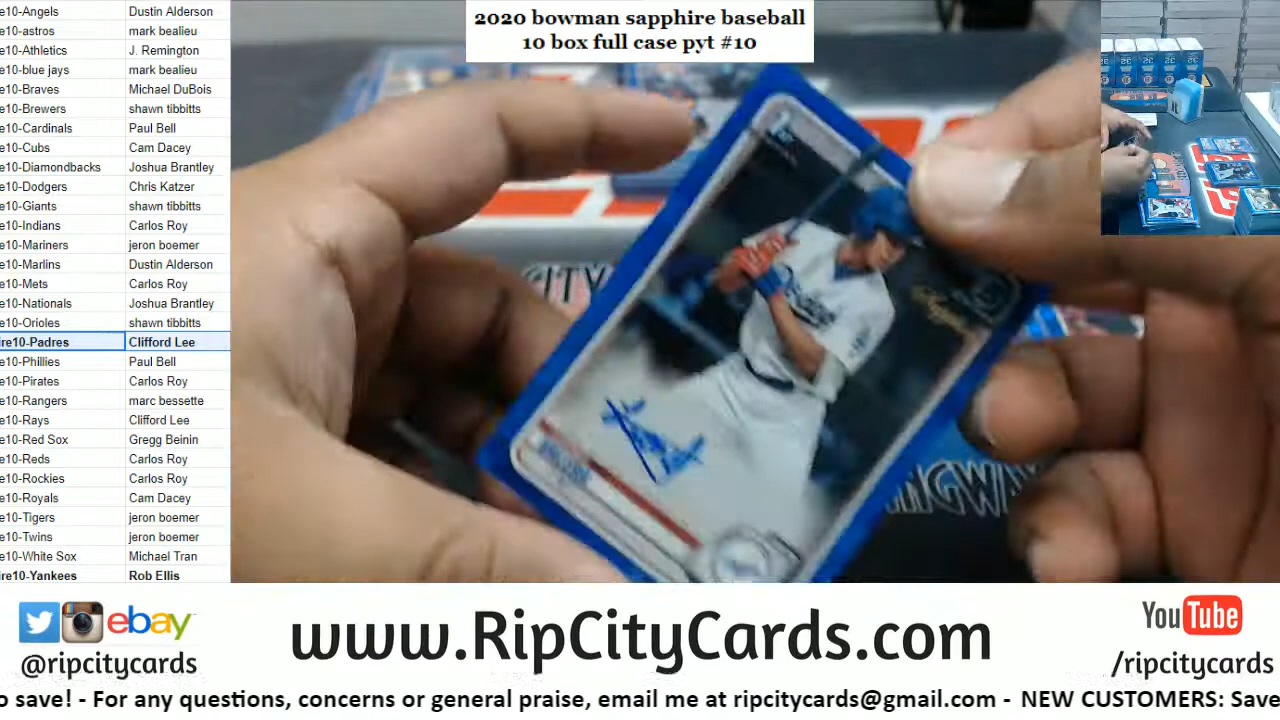 2020 bowman sapphire baseball
10 box full case pyt #10
e10-Angels Dustin Alderson
e10-astros mark bealieu
e10-Athletics J. Remington
e10-blue jays mark bealieu
e10-Braves Michael DuBois
e10-Brewers shawn tibbitts
e10-Cardinals Paul Bell
e10-Cubs Cam Dacey
e10-Diamondbacks Joshua Brantley
e10-Dodgers Chris Katzer
e10-Giants shawn tibbitts
e10-Indians Carlos Roy
e10-Mariners jeron boemer
e10-Marlins Dustin Alderson
e10-Mets Carlos Roy
e10-Nationals Joshua Brantley
e10-Orioles shawn tibbitts
ire10-Padres Clifford Lee
e10-Phillies Paul Bell
e10-Pirates Carlos Roy
e10-Rangers marc bessette
e10-Rays Clifford Lee
e10-Red Sox Gregg Beinin
e10-Reds Carlos Roy
e10-Rockies Carlos Roy
e10-Royals Cam Dacey
e10-Tigers jeron boemer
e10-Twins jeron boemer
e10-White Sox Michael Tran
ire10-Yankees Rob Ellis
CITY
INGWAY
ebay
@ripcitycards
www.RipCityCards.com
YouTube
/ripcitycards
o save! - For any questions, concerns or general praise, email me at ripcitycards@gmail.com - NEW CUSTOMERS: Save